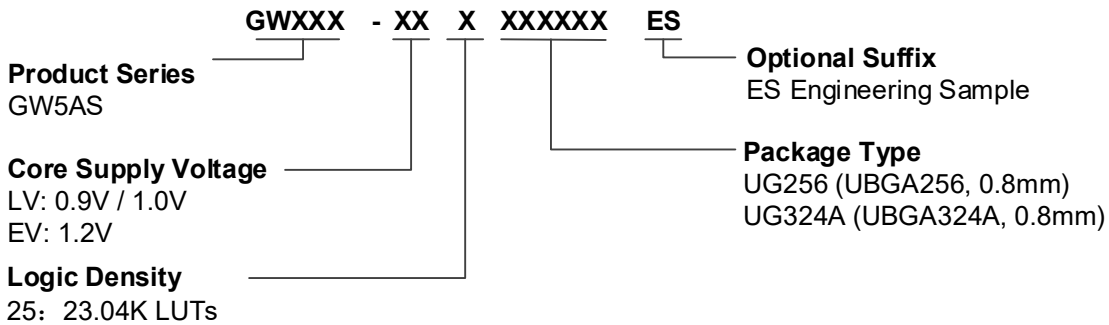 GWXXX - XX X XXXXXX ES
Product Series
GW5AS
Optional Suffix
ES Engineering Sample
Core Supply Voltage
LV: 0.9V / 1.0V
EV: 1.2V
Package Type
UG256 (UBGA256, 0.8mm)
UG324A (UBGA324A, 0.8mm)
Logic Density
25：23.04K LUTs